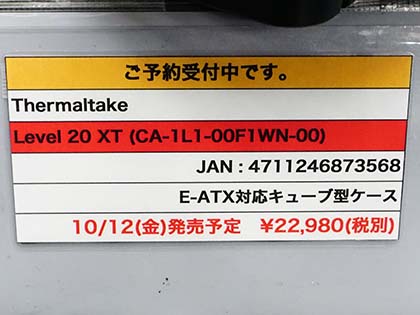 ご予約受付中です。
Thermaltake
Level 20 XT (CA-1L1-00F1WN-00)
JAN : 4711246873568
E-ATX対応キューブ型ケース
10/12(金)発売予定 ¥22,980(税別)